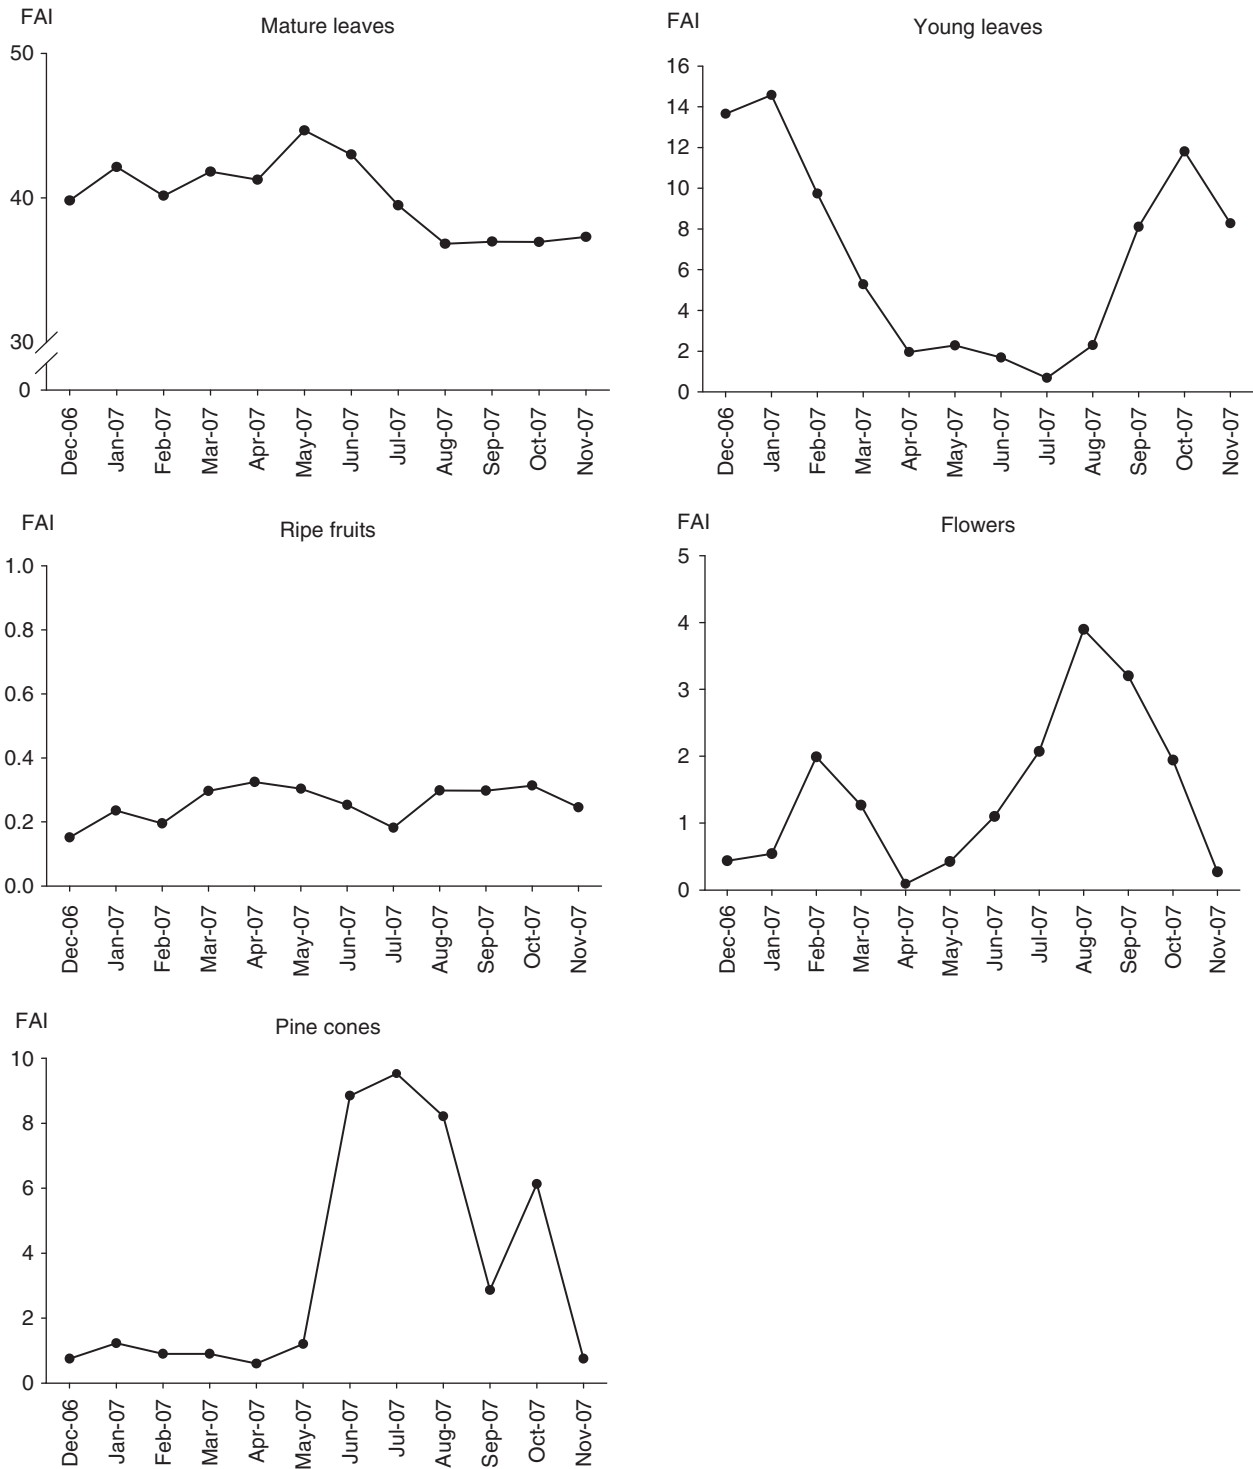 FAI
Mature leaves
50
40
30
0
Dec-06
Jan-07
Feb-07
Mar-07
Apr-07
May-07
Jun-07
Jul-07
Aug-07
Sep-07
Oct-07
Nov-07
FAI
Young leaves
16
14
12
10
8
6
4
2
0
Dec-06
Jan-07
Feb-07
Mar-07
Apr-07
May-07
Jun-07
Jul-07
Aug-07
Sep-07
Oct-07
Nov-07
FAI
Ripe fruits
1.0
0.8
0.6
0.4
0.2
0.0
Dec-06
Jan-07
Feb-07
Mar-07
Apr-07
May-07
Jun-07
Jul-07
Aug-07
Sep-07
Oct-07
Nov-07
FAI
Flowers
5
4
3
2
1
0
Dec-06
Jan-07
Feb-07
Mar-07
Apr-07
May-07
Jun-07
Jul-07
Aug-07
Sep-07
Oct-07
Nov-07
FAI
Pine cones
10
8
6
4
2
0
Dec-06
Jan-07
Feb-07
Mar-07
Apr-07
May-07
Jun-07
Jul-07
Aug-07
Sep-07
Oct-07
Nov-07